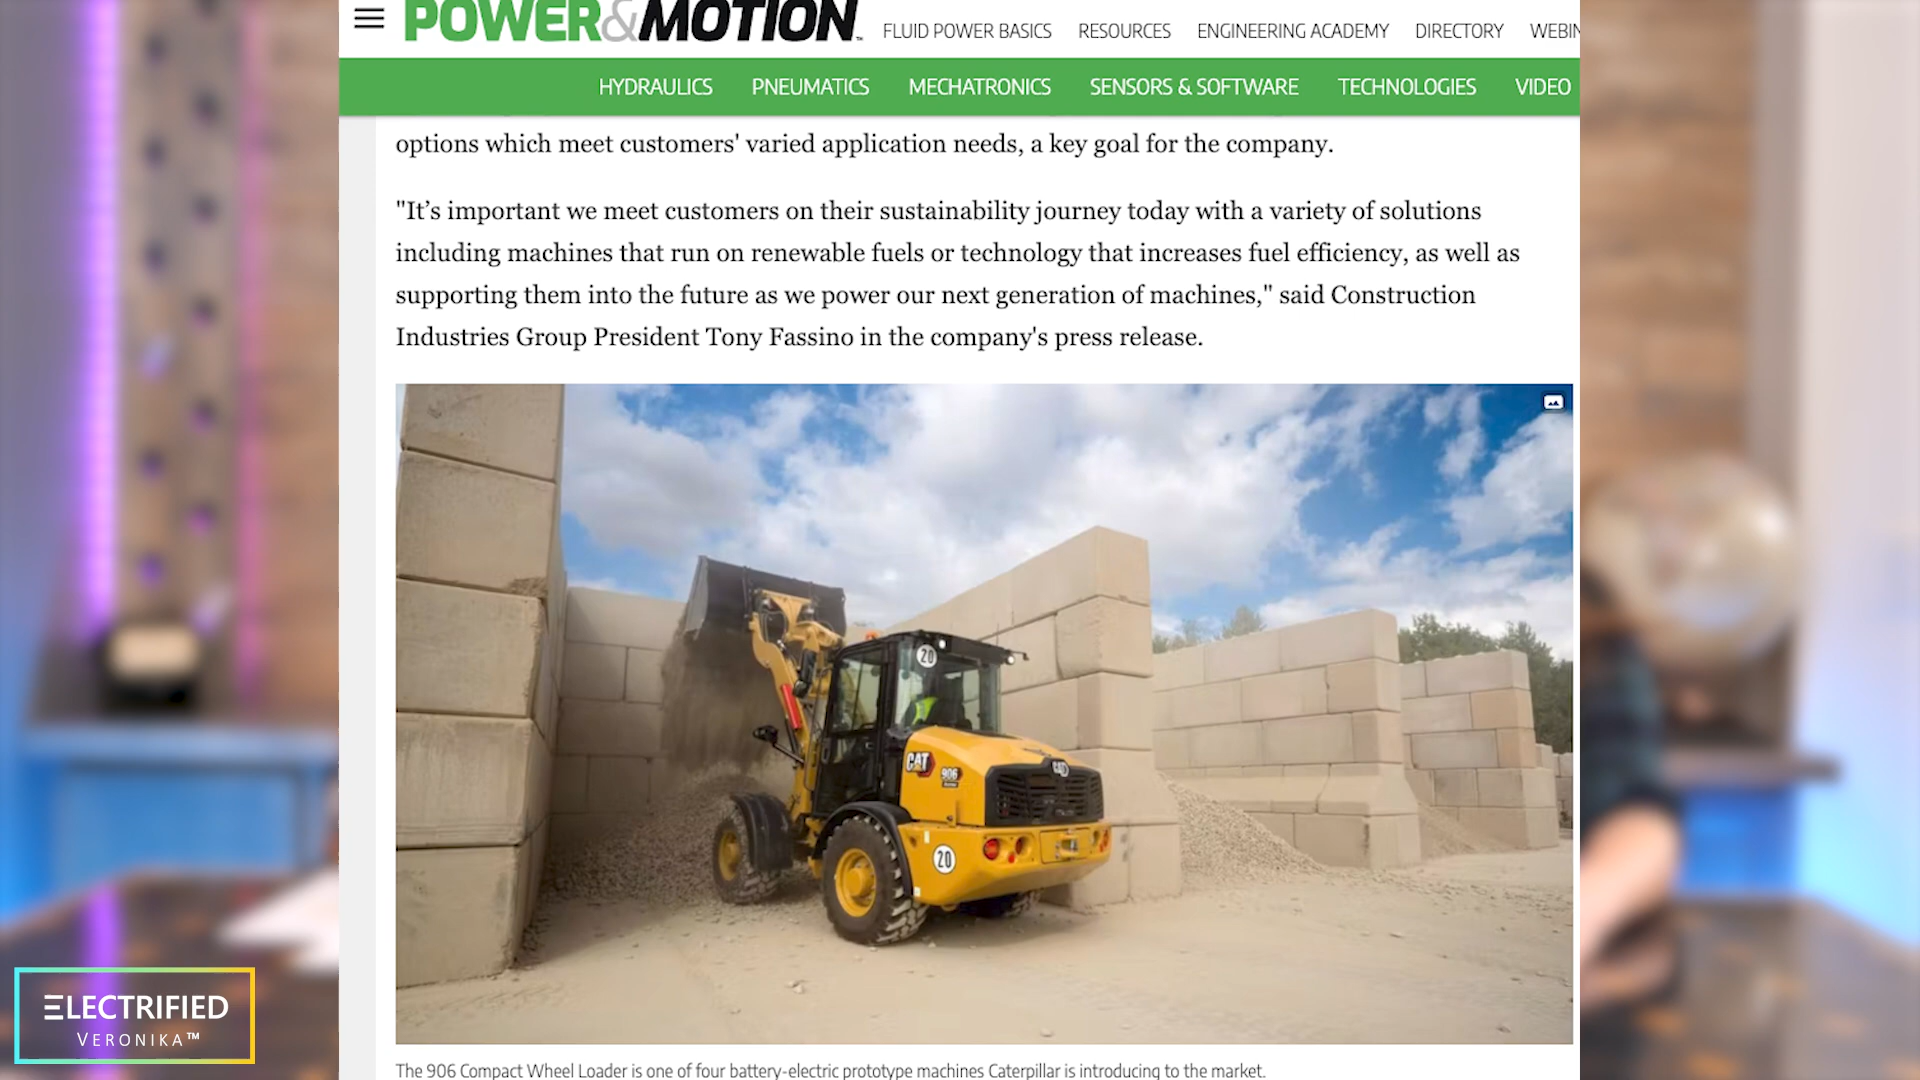 POWER&MOTION™
FLUID POWER BASICS RESOURCES ENGINEERING ACADEMY DIRECTORY
HYDRAULICS PNEUMATICS MECHATRONICS SENSORS & SOFTWARE TECHNOLOGIES VIDEO
options which meet customers' varied application needs, a key goal for the company.
"It’s important we meet customers on their sustainability journey today with a variety of solutions
including machines that run on renewable fuels or technology that increases fuel efficiency, as well as
supporting them into the future as we power our next generation of machines," said Construction
Industries Group President Tony Fassino in the company's press release.
20
CAT
906
CAT
20
The 906 Compact Wheel Loader is one of four battery-electric prototype machines Caterpillar is introducing to the market.
ELECTRIFIED
VERONIKA™